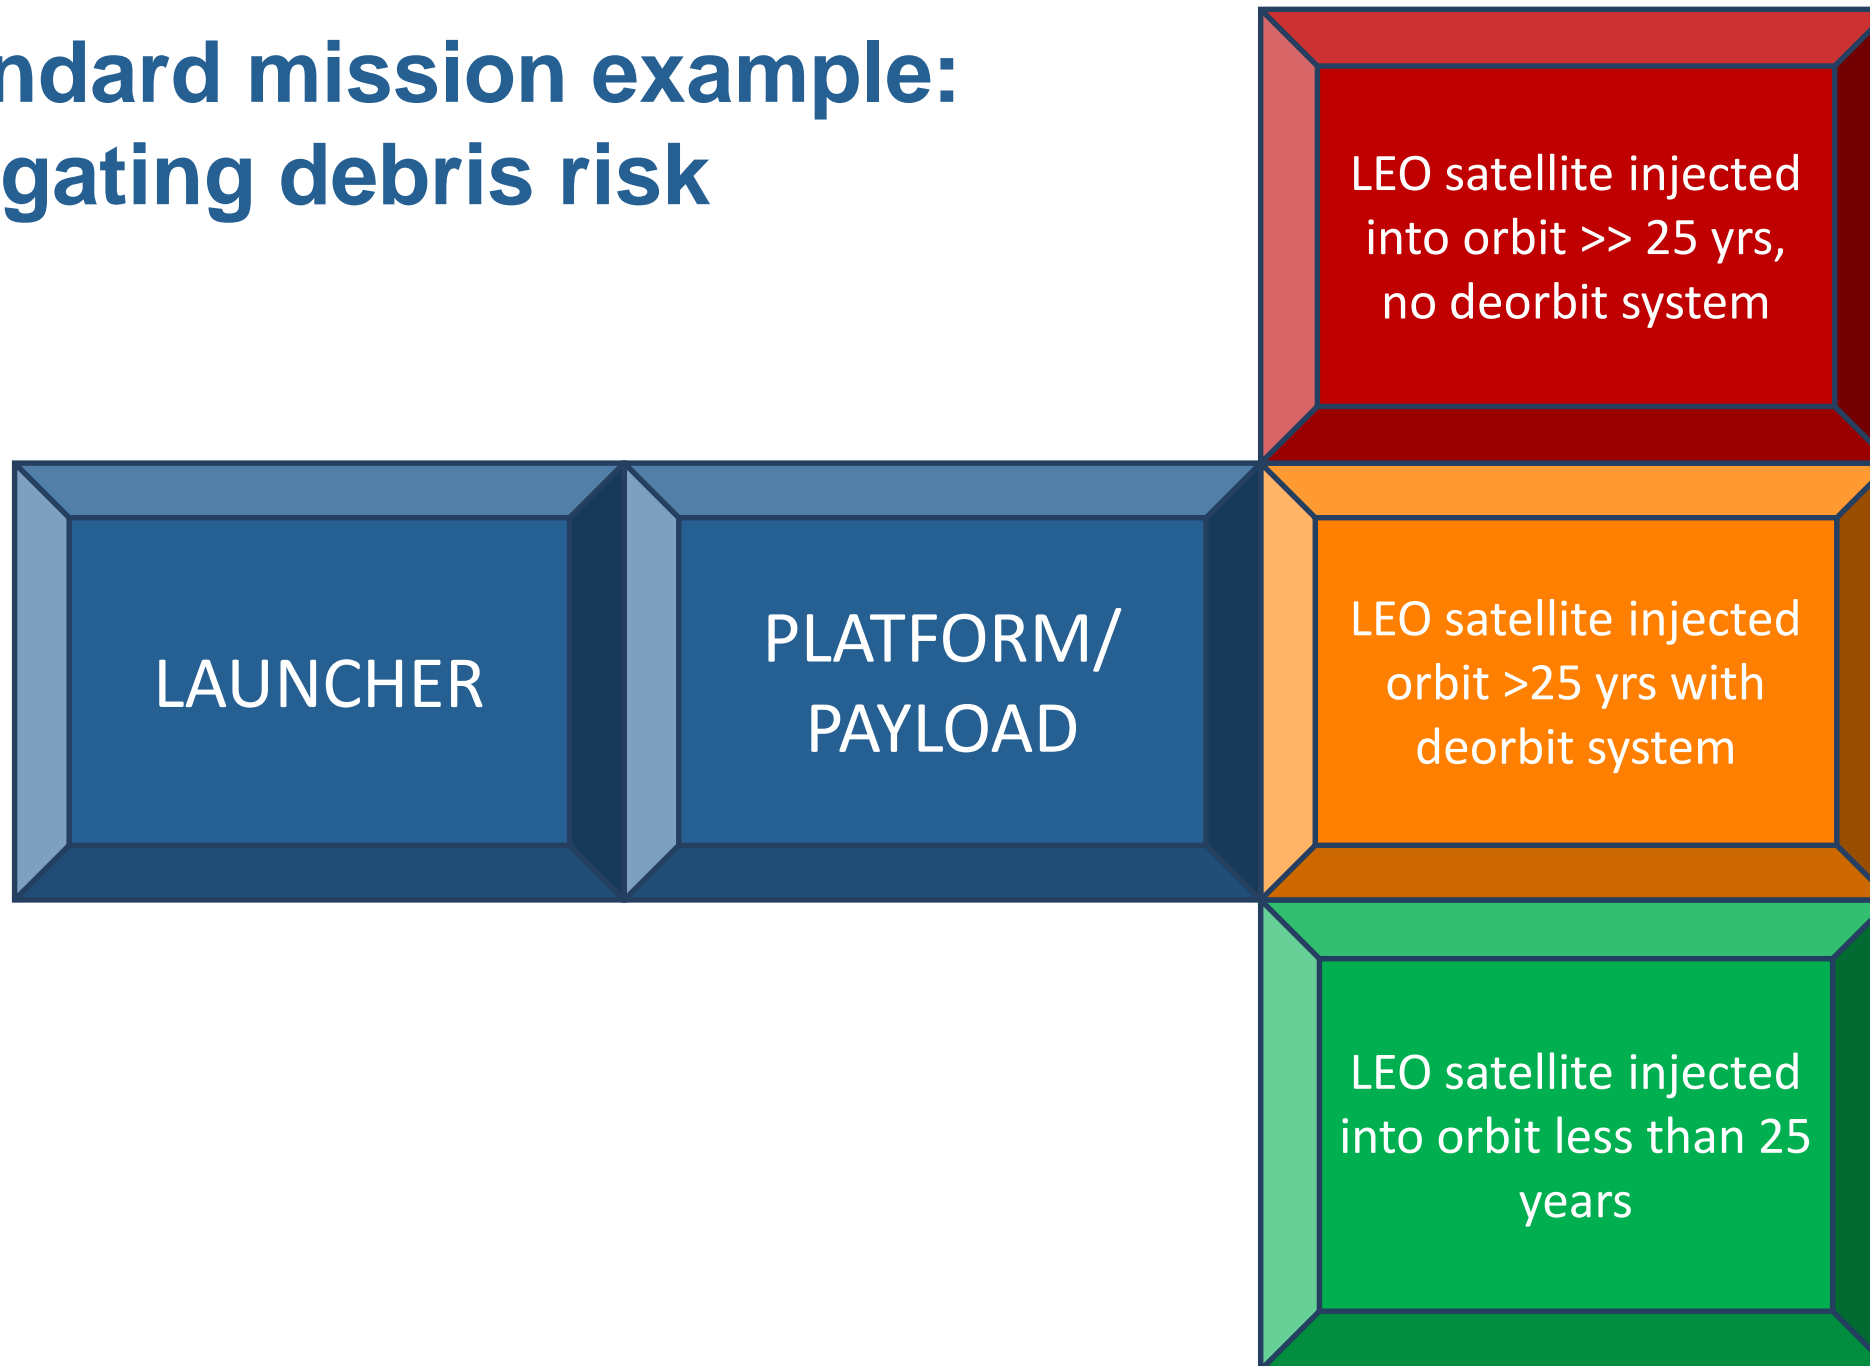 ndard mission example:
gating debris risk
LEO satellite injected
into orbit >> 25 yrs,
no deorbit system
LAUNCHER
PLATFORM/
PAYLOAD
LEO satellite injected
orbit >25 yrs with
deorbit system
LEO satellite injected
into orbit less than 25
years